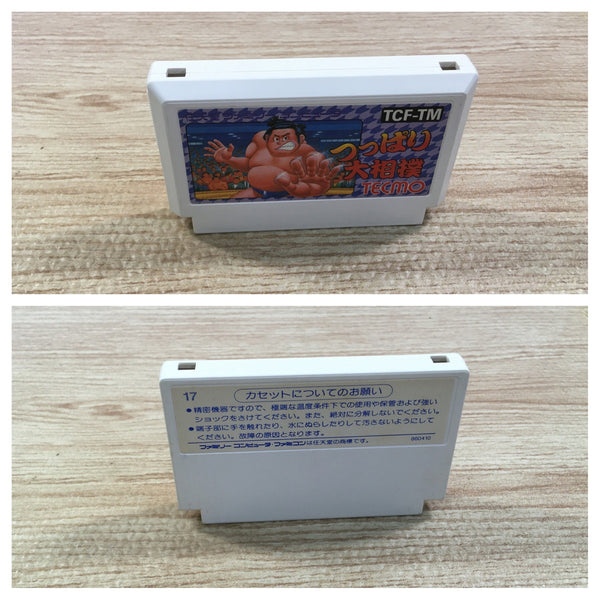 TCF-TM
つっぱり
大相撲
TECMO
17
カセットについてのお願い
●精密機器ですので、極端な温度条件下での使用や保管および強い
ショックをさけてください。また、絶対に分解しないでください。
●端子部に手を触れたり、水にぬらしたりして汚さないようにして
ください。故障の原因となります。
860410
ファミリーコンピュータ・ファミコンは任天堂の商標です。